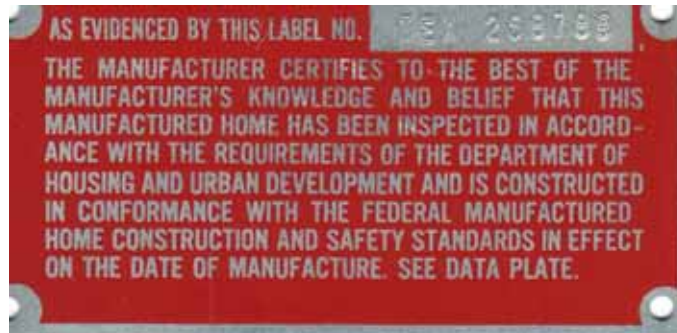 AS EVIDENCED BY THIS LABEL NO.
THE MANUFACTURER CERTIFIES TO THE BEST OF THE
MANUFACTURER'S KNOWLEDGE AND BELIEF THAT THIS
MANUFACTURED HOME HAS BEEN INSPECTED IN ACCORD-
ANCE WITH THE REQUIREMENTS OF THE DEPARTMENT OF
HOUSING AND URBAN DEVELOPMENT AND IS CONSTRUCTED
IN CONFORMANCE WITH THE FEDERAL MANUFACTURED
HOME CONSTRUCTION AND SAFETY STANDARDS IN EFFECT
ON THE DATE OF MANUFACTURE. SEE DATA PLATE.